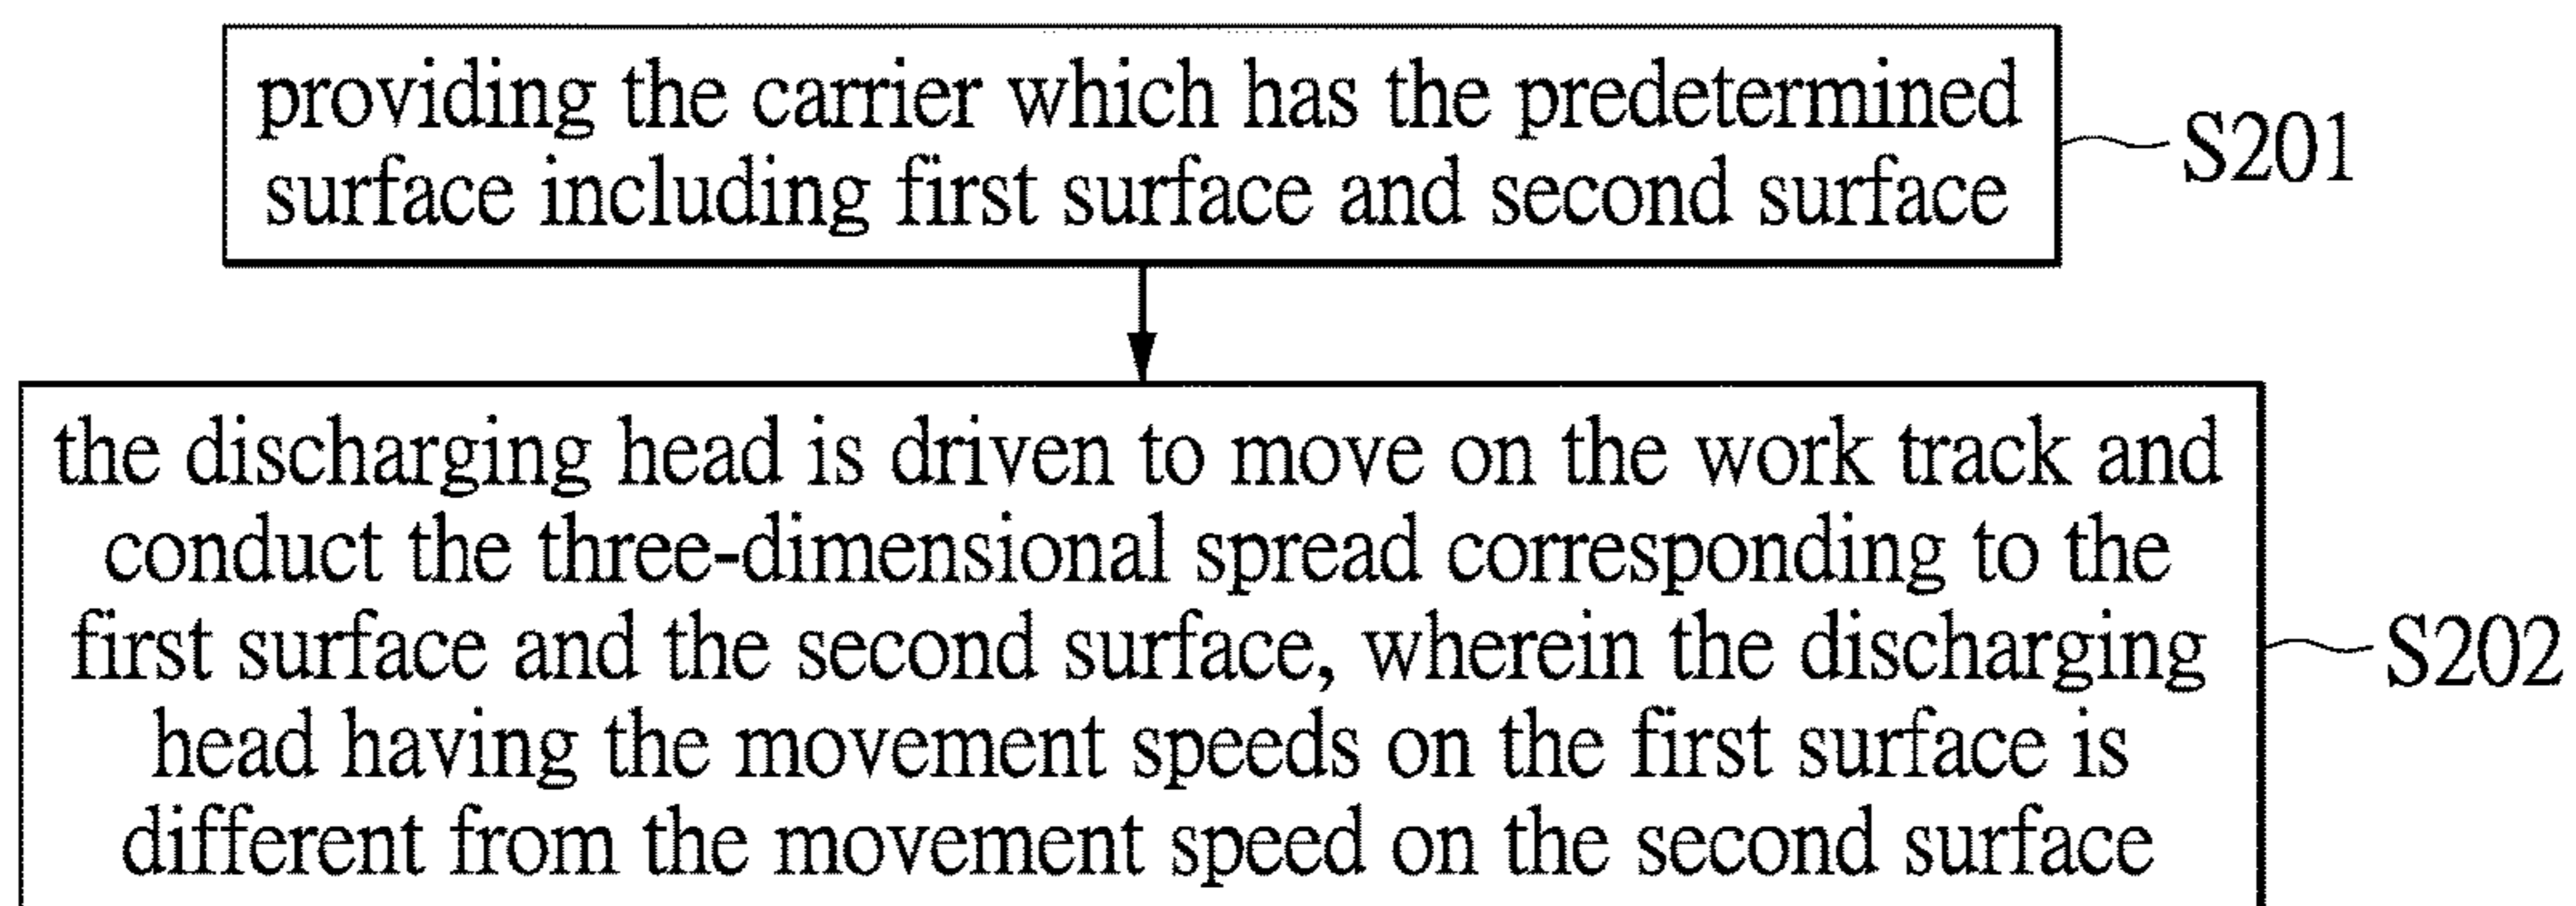 providing the carrier which has the predetermined
surface including first surface and second surface
S201
the discharging head is driven to move on the work track and
conduct the three-dimensional spread corresponding to the
first surface and the second surface, wherein the discharging
head having the movement speeds on the first surface is
different from the movement speed on the second surface
S202